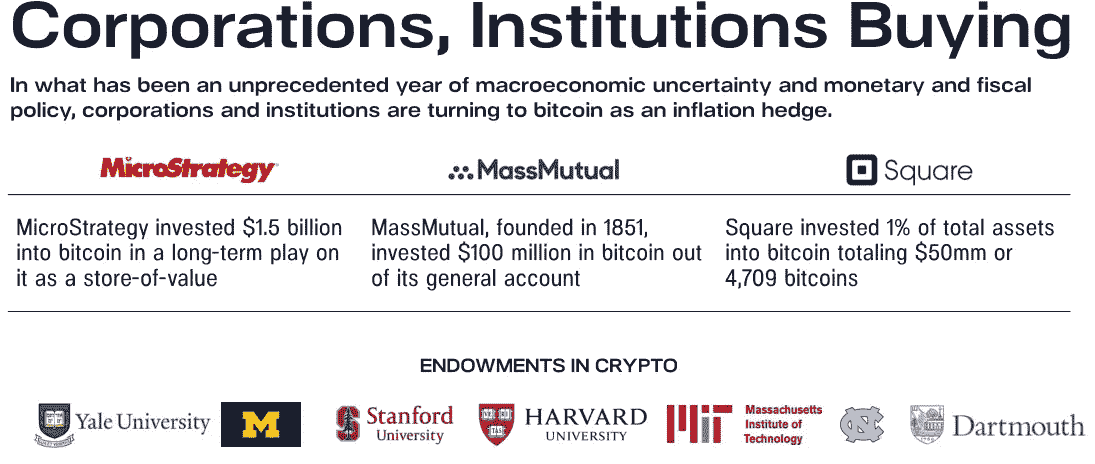 Corporations, Institutions Buying
In what has been an unprecedented year of macroeconomic uncertainty and monetary and fiscal
policy, corporations and institutions are turning to bitcoin as an inflation hedge.
MicroStrategy
MassMutual
Square
MicroStrategy invested $1.5 billion
into bitcoin in a long-term play on
it as a store-of-value
MassMutual, founded in 1851,
invested $100 million in bitcoin out
of its general account
Square invested 1% of total assets
into bitcoin totaling $50mm or
4,709 bitcoins
ENDOWMENTS IN CRYPTO
Yale University
M
Stanford
University
VE RI TAS
HARVARD
UNIVERSITY
MIT
Massachusetts
Institute of
Technology
NC
Dartmouth